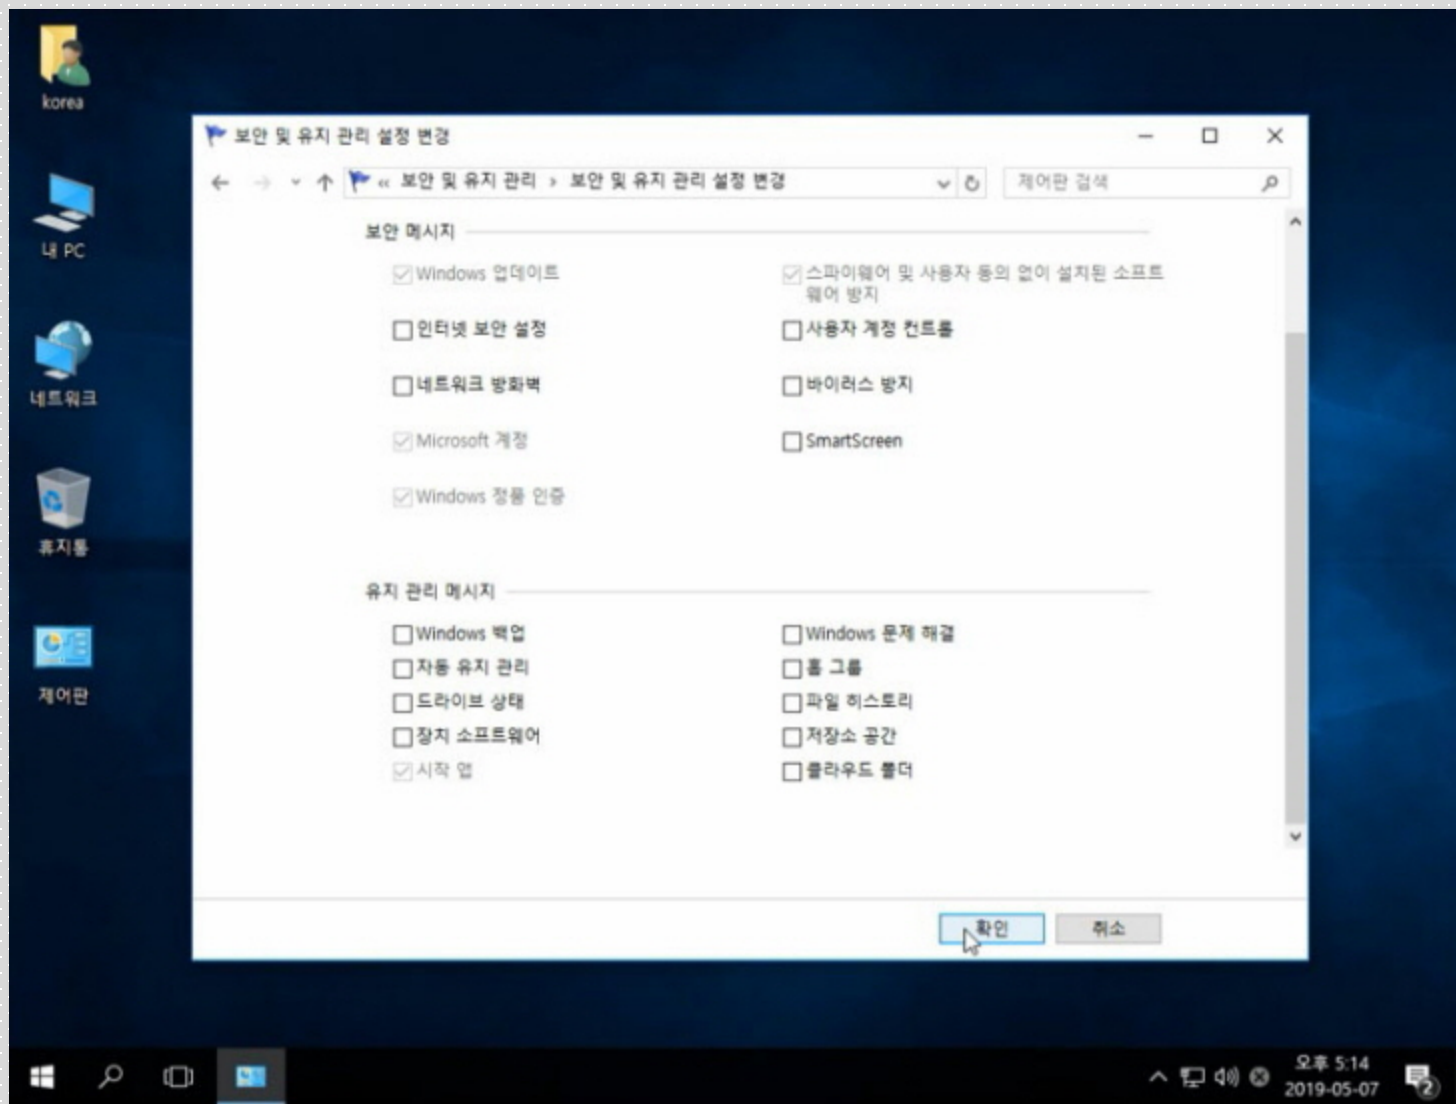 korea
내 PC
네트워크
휴지통
제어판
보안 및 유지 관리 설정 변경
« 보안 및 유지 관리 › 보안 및 유지 관리 설정 변경
제어판 검색
보안 메시지
Windows 업데이트
스파이웨어 및 사용자 동의 없이 설치된 소프트
웨어 방지
인터넷 보안 설정
사용자 계정 컨트롤
네트워크 방화벽
바이러스 방지
Microsoft 계정
SmartScreen
Windows 정품 인증
유지 관리 메시지
Windows 백업
Windows 문제 해결
자동 유지 관리
홈 그룹
드라이브 상태
파일 히스토리
장치 소프트웨어
저장소 공간
시작 앱
클라우드 폴더
확인
취소
오후 5:14
2019-05-07
2